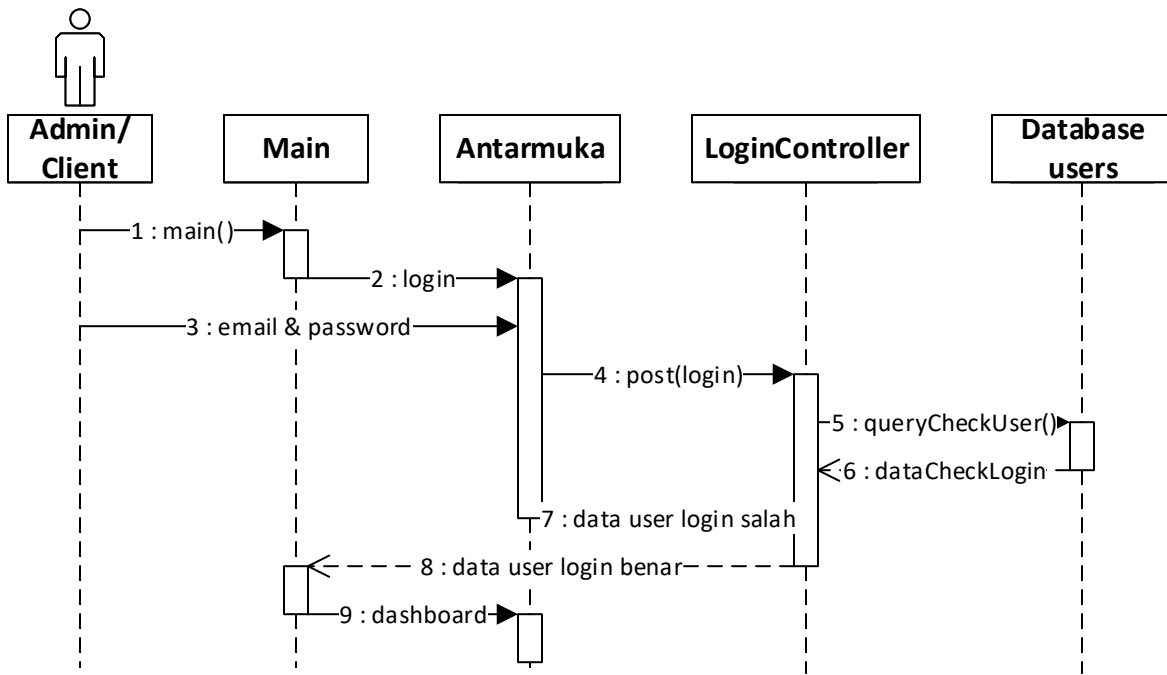 Admin/
Client
Main
Antarmuka
LoginController
Database
users
1 : main()
2 : login
3 : email & password
4 : post(login)
5 : queryCheckUser()
6 : dataCheckLogin
7 : data user login salah
8 : data user login benar
9 : dashboard